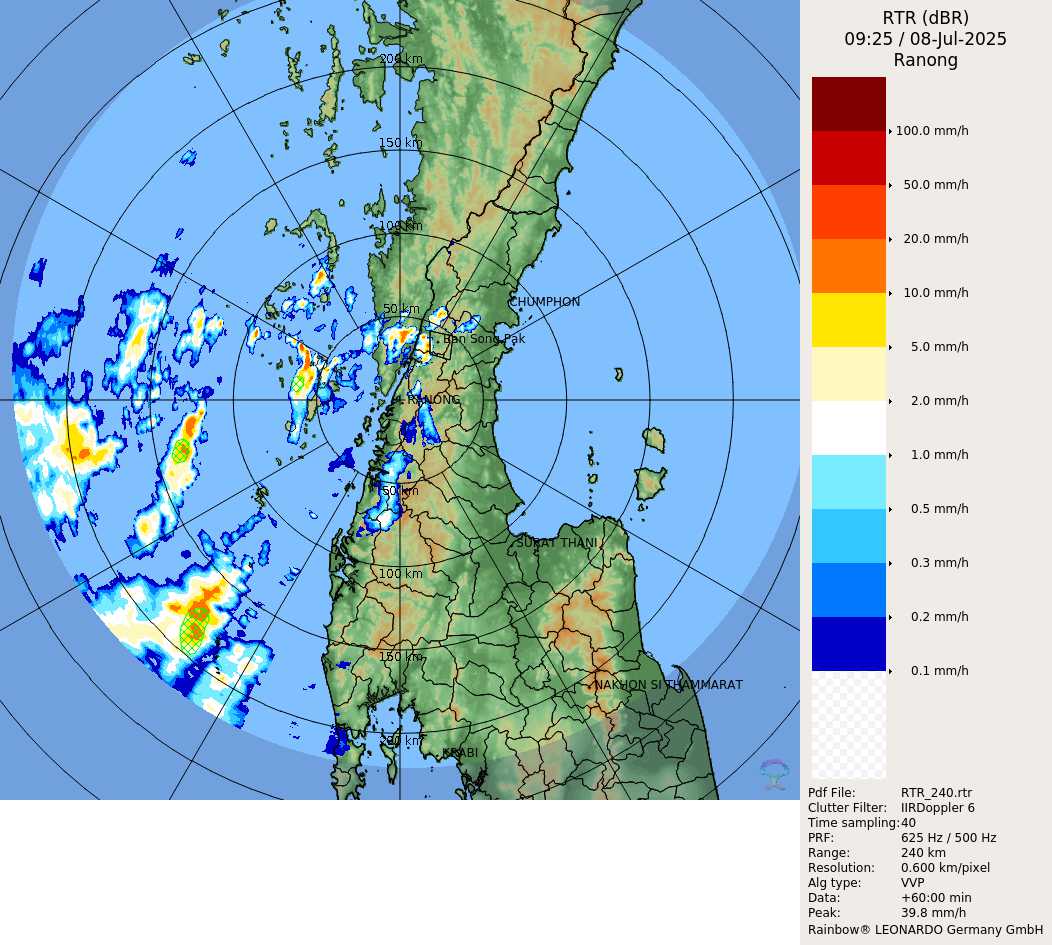 RTR (dBR)
09:25 / 08-Jul-2025
Ranong
200 km
150 km
100 km
50 km
CHUMPHON
Ban Song Pak
RANONG
50 km
SURAT THANI
100 km
150 km
NAKHON SI THAMMARAT
200 km
KRABI
100.0 mm/h
50.0 mm/h
20.0 mm/h
10.0 mm/h
5.0 mm/h
2.0 mm/h
1.0 mm/h
0.5 mm/h
0.3 mm/h
0.2 mm/h
0.1 mm/h
Pdf File: RTR_240.rtr
Clutter Filter: IIRDoppler 6
Time sampling: 40
PRF: 625 Hz / 500 Hz
Range: 240 km
Resolution: 0.600 km/pixel
Alg type: VVP
Data: +60:00 min
Peak: 39.8 mm/h
Rainbow® LEONARDO Germany GmbH